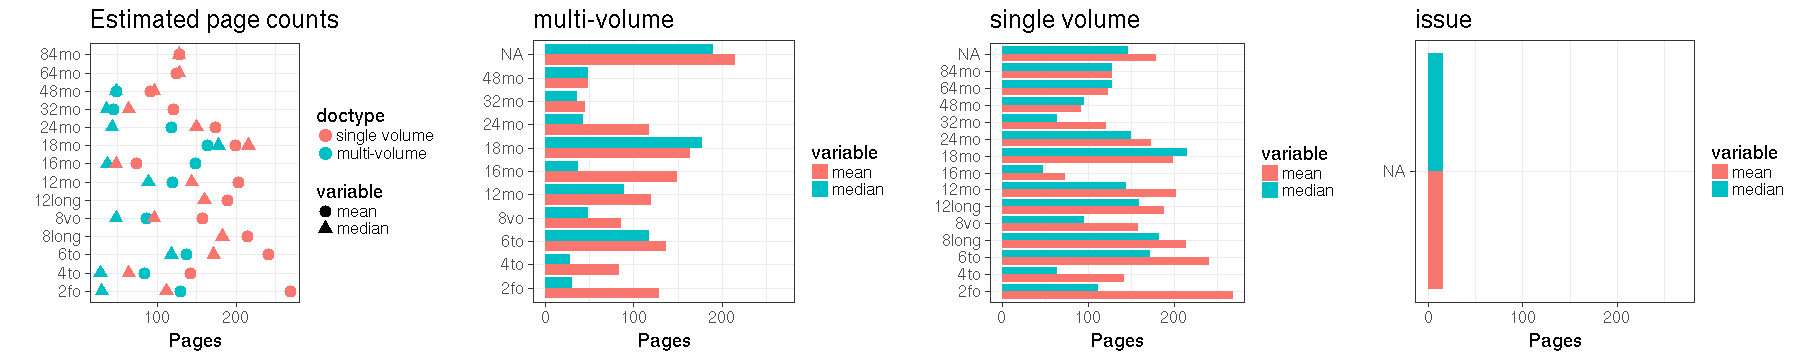 Estimated page counts
84mo
64mo
48mo
32mo
24mo
18mo
16mo
12mo
12long
8vo
8long
6to
4to
2fo
100 200
Pages
doctype
single volume
multi-volume
variable
mean
median
multi-volume
NA
48mo
32mo
24mo
18mo
16mo
12mo
8vo
6to
4to
2fo
0 100 200
Pages
variable
mean
median
single volume
NA
84mo
64mo
48mo
32mo
24mo
18mo
16mo
12mo
12long
8vo
8long
6to
4to
2fo
0 100 200
Pages
variable
mean
median
issue
NA
0 100 200
Pages
variable
mean
median